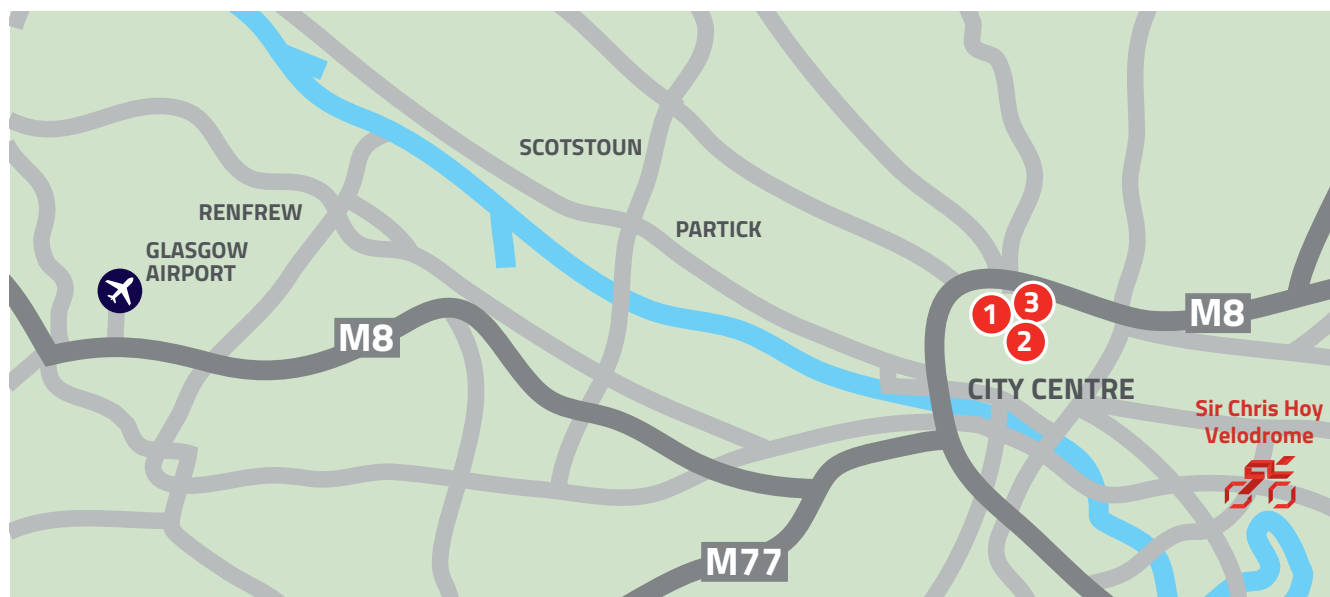 SCOTSTOUN
RENFREW
PARTICK
GLASGOW
AIRPORT
M8
1
3
2
M8
CITY CENTRE
Sir Chris Hoy
Velodrome
M77